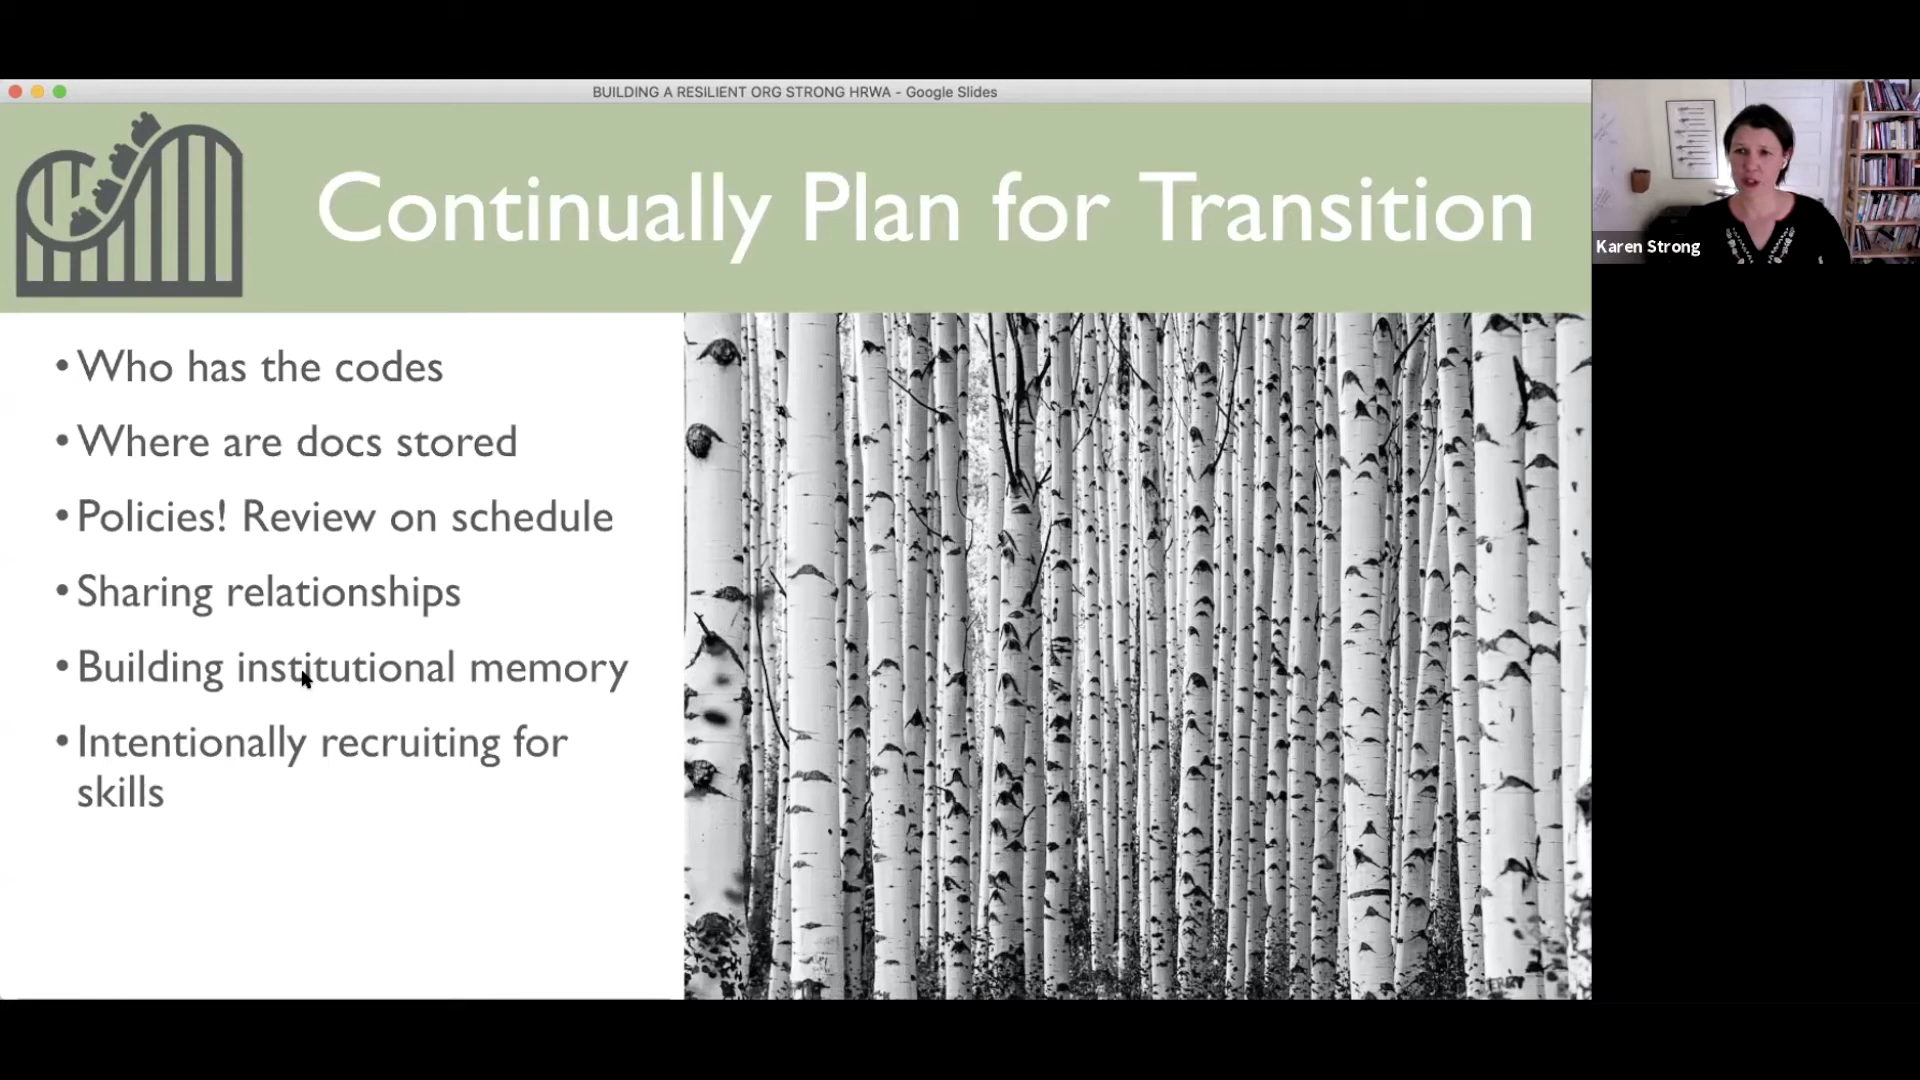 BUILDING A RESILIENT ORG STRONG HRWA - Google Slides
Continually Plan for Transition
Karen Strong
• Who has the codes
• Where are docs stored
• Policies! Review on schedule
• Sharing relationships
• Building institutional memory
• Intentionally recruiting for
skills